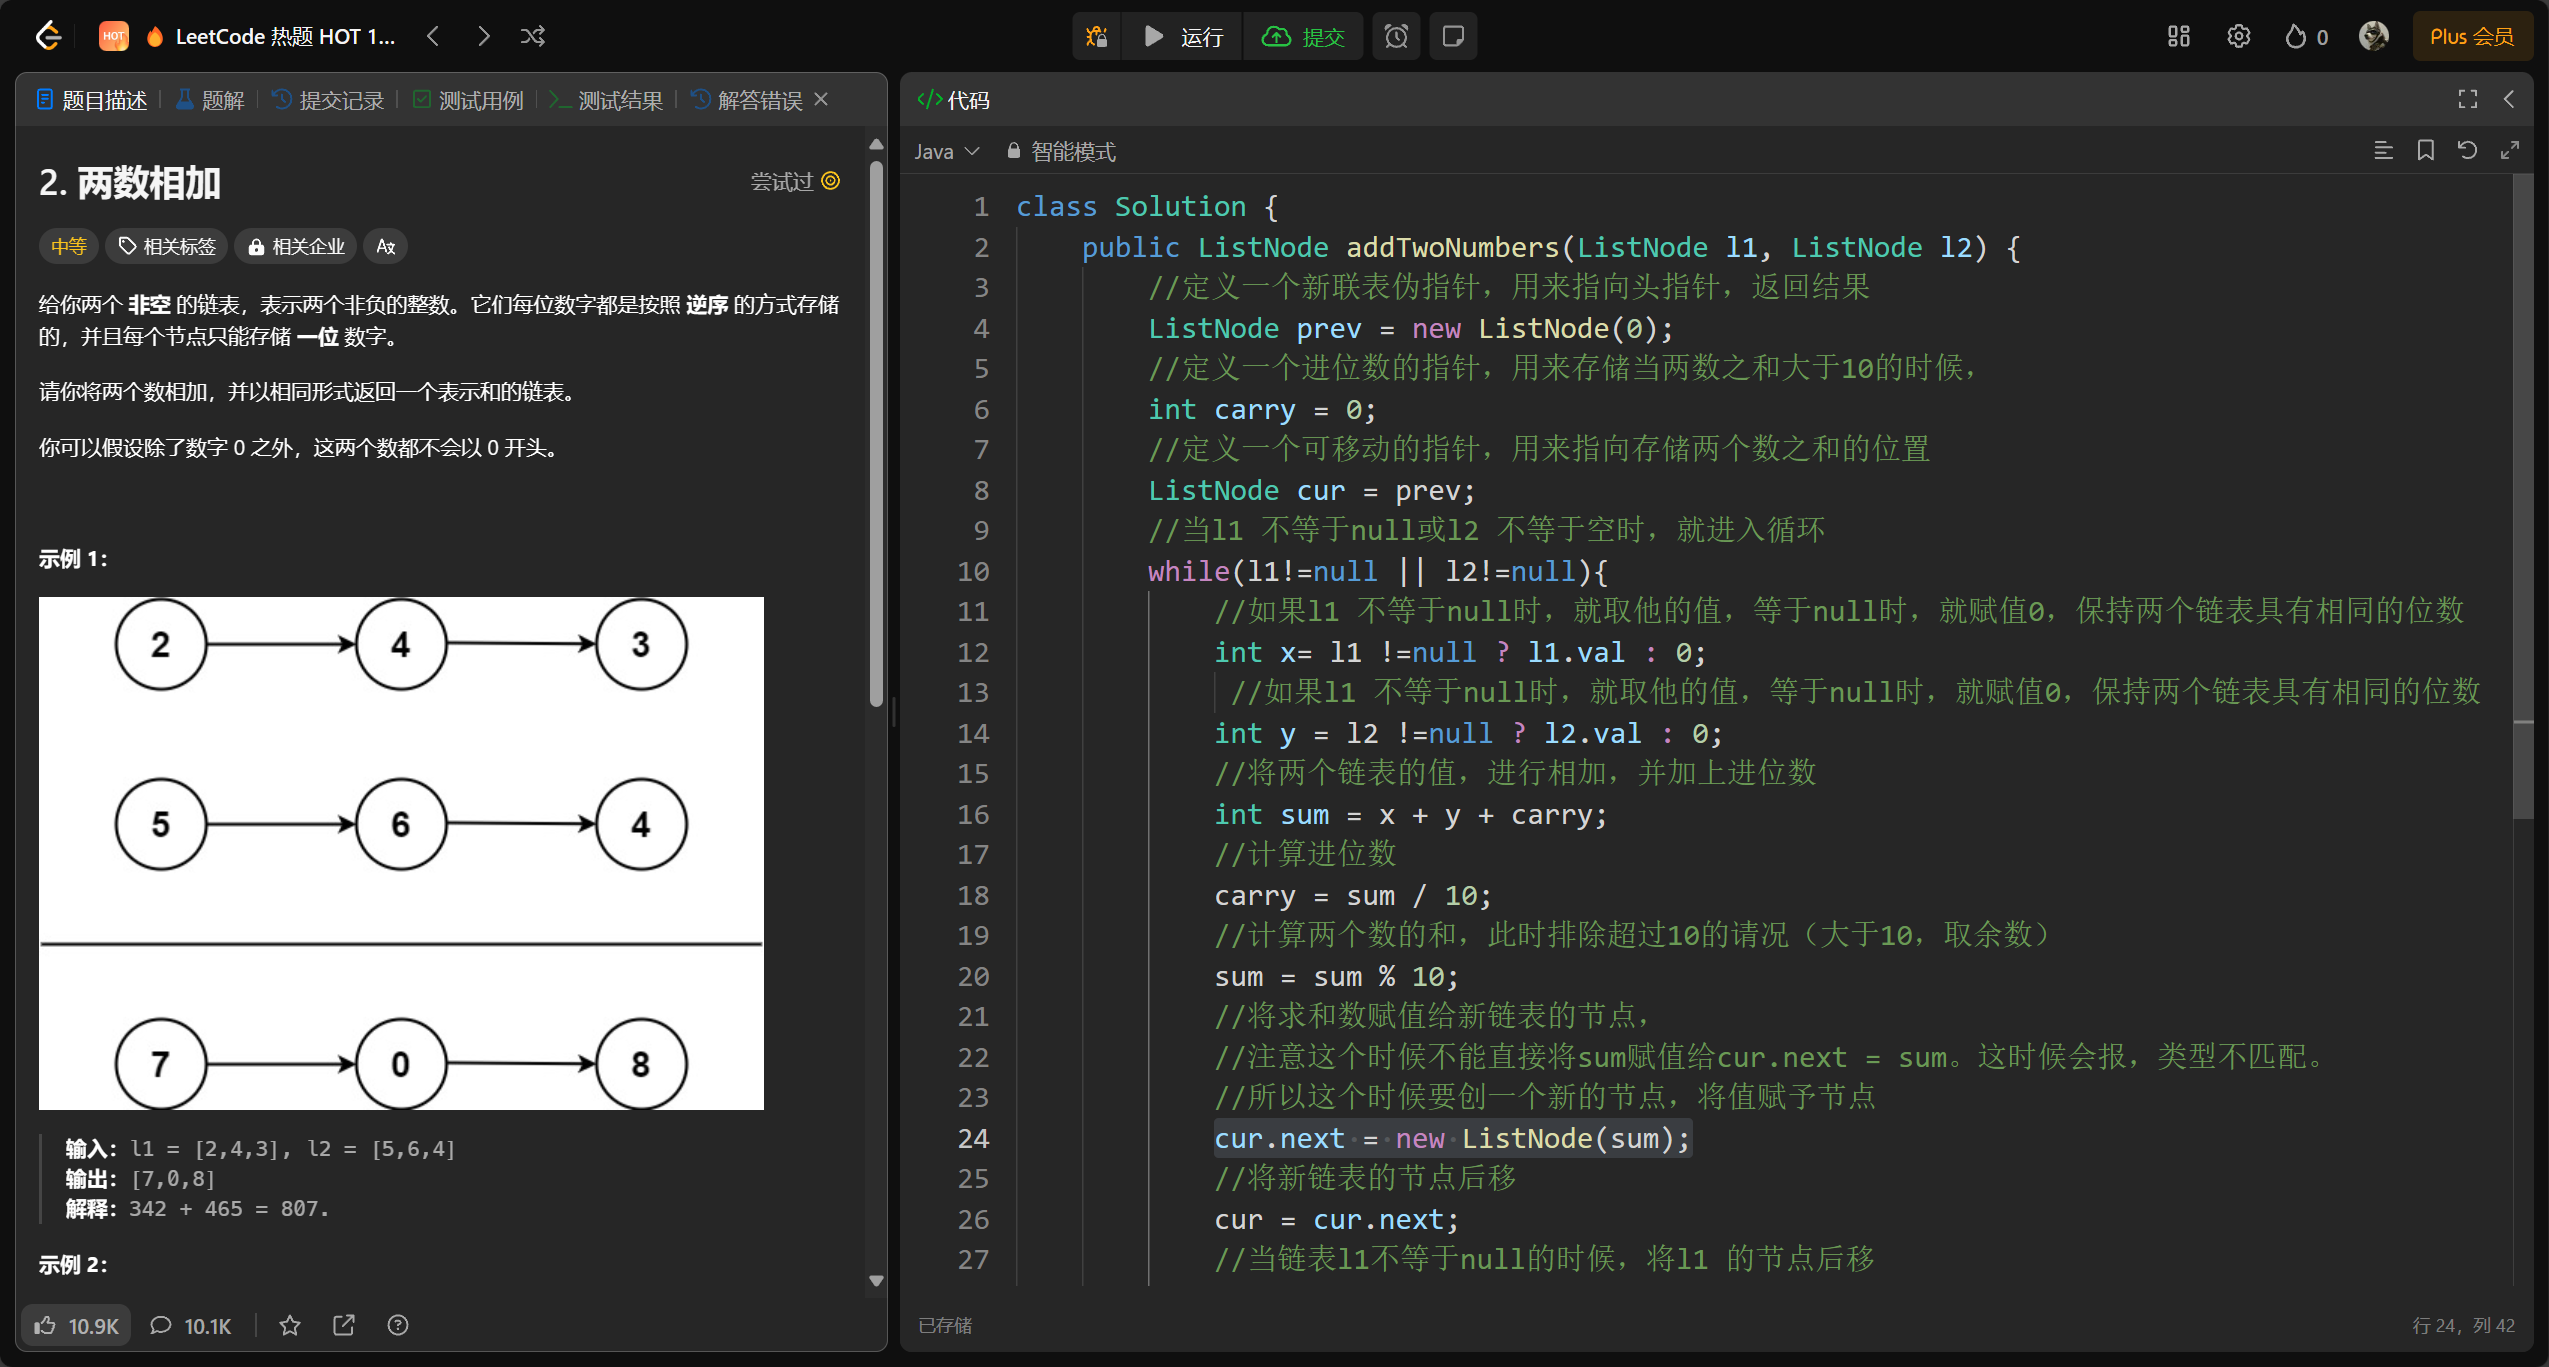 HOT
LeetCode 热题 HOT 1...
运行
提交
0
Plus 会员
题目描述
题解
提交记录
测试用例
测试结果
解答错误
代码
2. 两数相加
尝试过
中等
相关标签
相关企业
给你两个 非空 的链表，表示两个非负的整数。它们每位数字都是按照 逆序 的方式存储
的，并且每个节点只能存储 一位 数字。
请你将两个数相加，并以相同形式返回一个表示和的链表。
你可以假设除了数字 0 之外，这两个数都不会以 0 开头。
示例 1：
2 4 3
5 6 4
7 0 8
输入：l1 = [2,4,3], l2 = [5,6,4]
输出：[7,0,8]
解释：342 + 465 = 807.
示例 2：
10.9K
10.1K
Java
智能模式
1 class Solution {
2 public ListNode addTwoNumbers(ListNode l1, ListNode l2) {
3 //定义一个新联表伪指针，用来指向头指针，返回结果
4 ListNode prev = new ListNode(0);
5 //定义一个进位数的指针，用来存储当两数之和大于10的时候，
6 int carry = 0;
7 //定义一个可移动的指针，用来指向存储两个数之和的位置
8 ListNode cur = prev;
9 //当l1 不等于null或l2 不等于空时，就进入循环
10 while(l1!=null || l2!=null){
11 //如果l1 不等于null时，就取他的值，等于null时，就赋值0，保持两个链表具有相同的位数
12 int x= l1 !=null ? l1.val : 0;
13 //如果l1 不等于null时，就取他的值，等于null时，就赋值0，保持两个链表具有相同的位数
14 int y = l2 !=null ? l2.val : 0;
15 //将两个链表的值，进行相加，并加上进位数
16 int sum = x + y + carry;
17 //计算进位数
18 carry = sum / 10;
19 //计算两个数的和，此时排除超过10的请况（大于10，取余数）
20 sum = sum % 10;
21 //将求和数赋值给新链表的节点，
22 //注意这个时候不能直接将sum赋值给cur.next = sum。这时候会报，类型不匹配。
23 //所以这个时候要创一个新的节点，将值赋予节点
24 cur.next = new ListNode(sum);
25 //将新链表的节点后移
26 cur = cur.next;
27 //当链表l1不等于null的时候，将l1 的节点后移
已存储
行 24，列 42